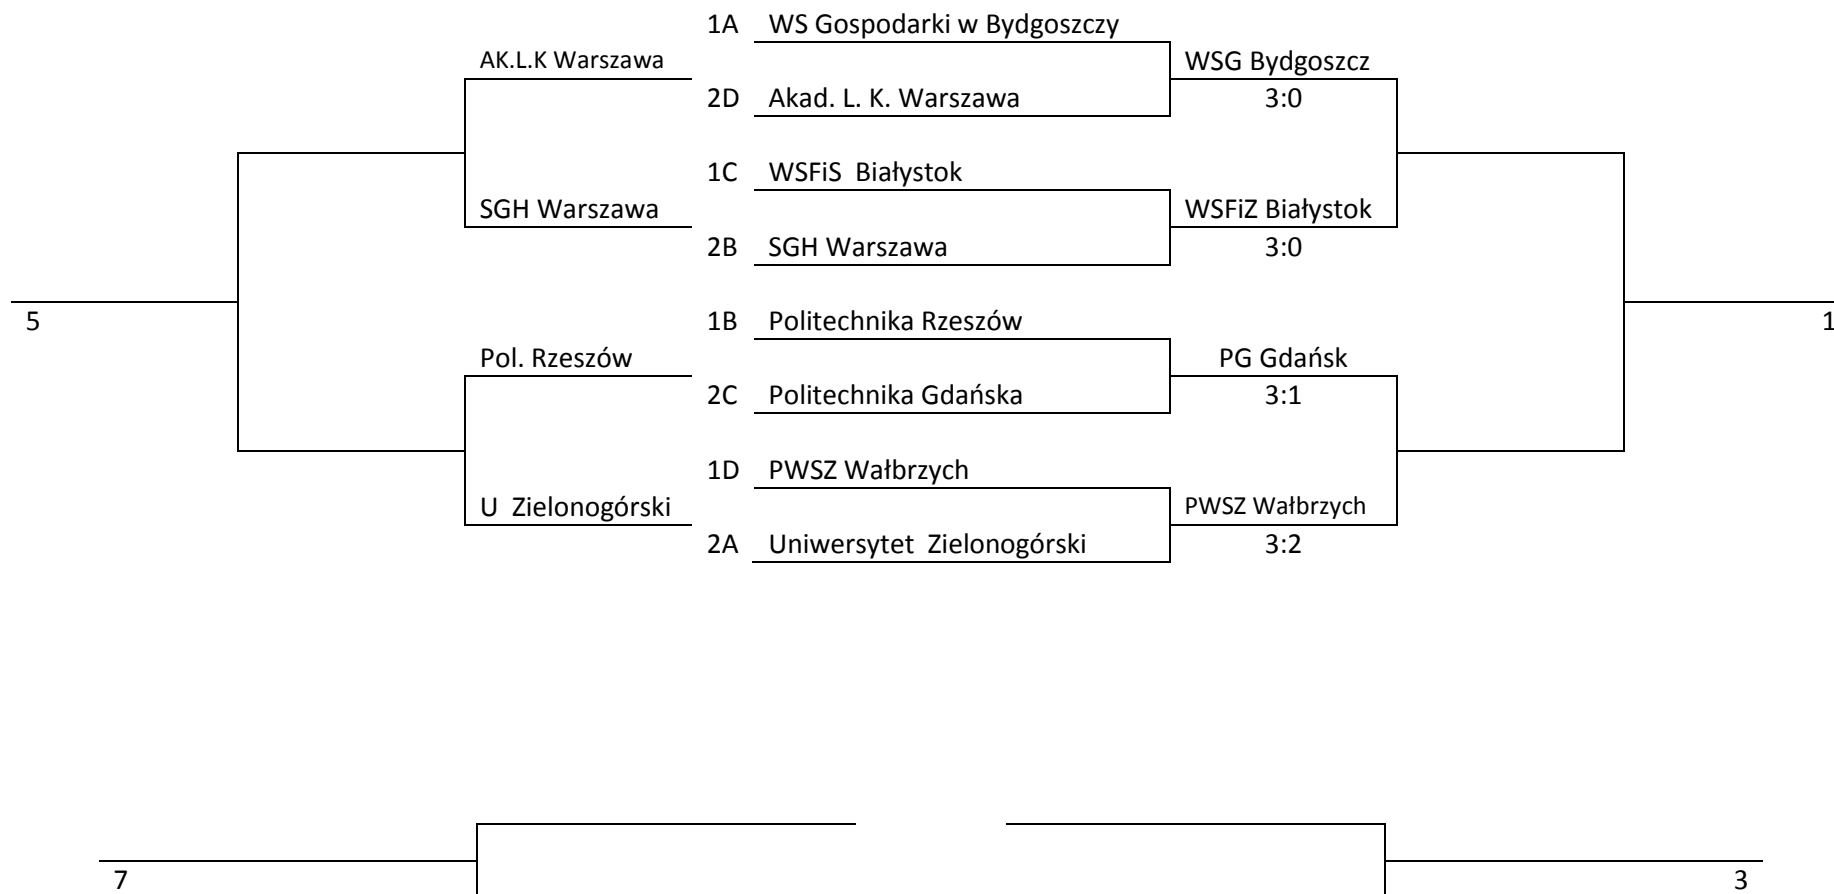 1A WS Gospodarki w Bydgoszczy
AK.L.K Warszawa WSG Bydgoszcz
2D Akad. L. K. Warszawa 3:0
1C WSFiS  Białystok
SGH Warszawa WSFiZ Białystok
2B SGH Warszawa 3:0
5 1B Politechnika Rzeszów 1
Pol. Rzeszów PG Gdańsk
2C Politechnika Gdańska 3:1
1D PWSZ Wałbrzych
U  Zielonogórski PWSZ Wałbrzych
2A Uniwersytet  Zielonogórski 3:2
7 3